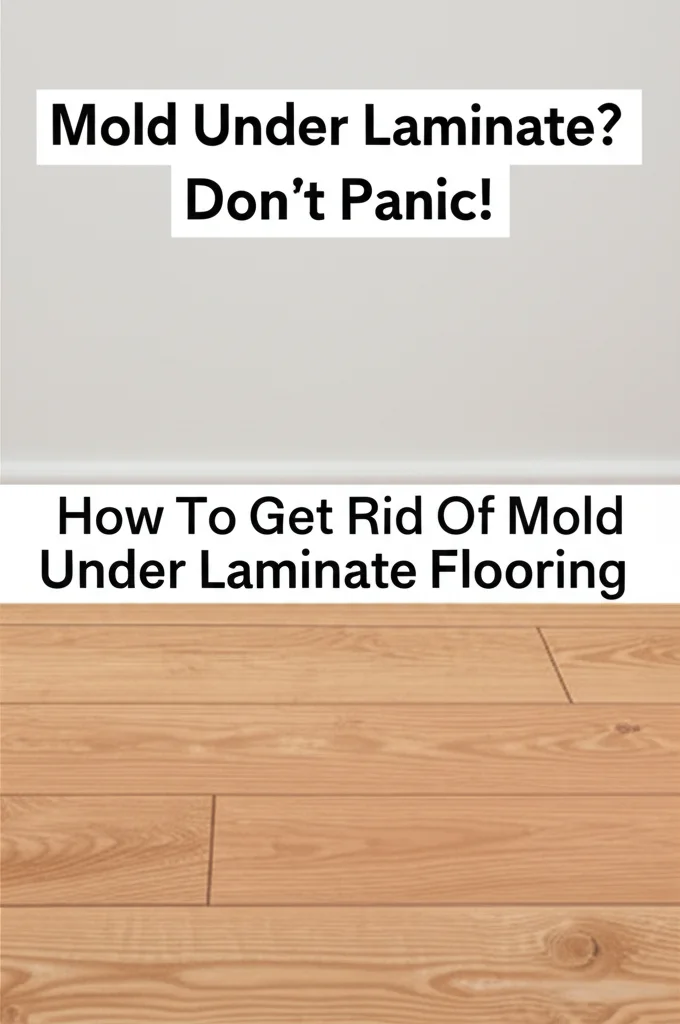 Mold Under Laminate?
Don’t Panic!
How To Get Rid Of Mold
Under Laminate Flooring